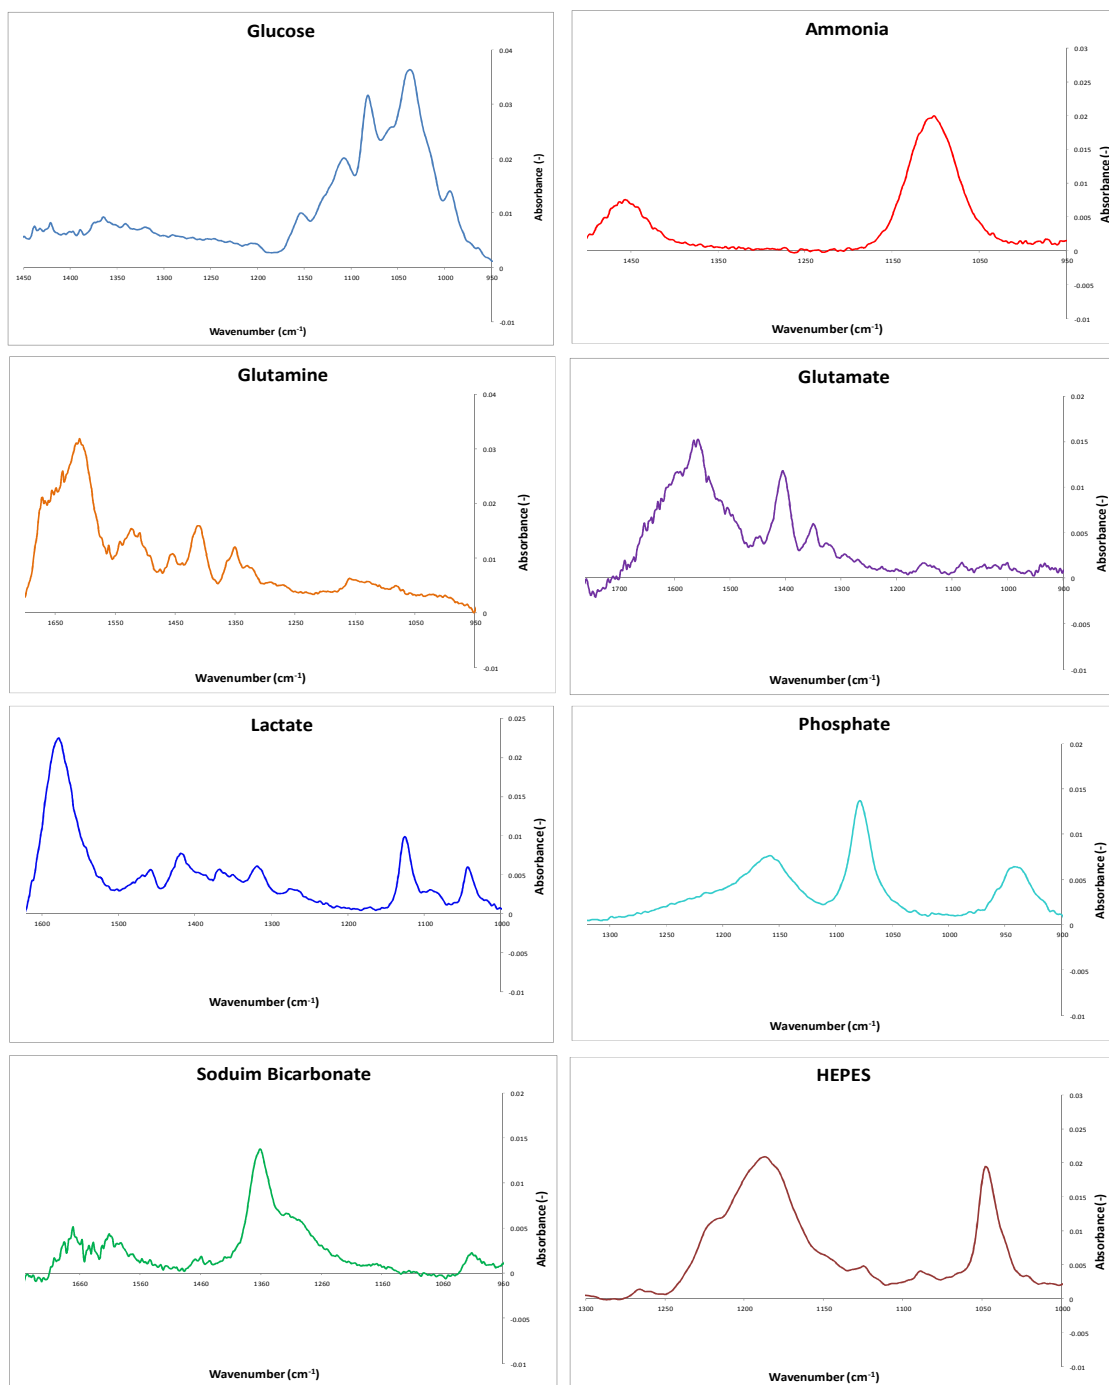 Glucose
0.04
0.03
0.02
0.01
0
-0.01
1450 1400 1350 1300 1250 1200 1150 1100 1050 1000 950
Absorbance (-)
Wavenumber (cm-1)
Ammonia
0.03
0.02
0.015
0.01
0.005
0
-0.005
-0.01
1450 1350 1250 1150 1050 950
Absorbance (-)
Wavenumber (cm-1)
Glutamine
0.04
0.03
0.02
0.01
0
-0.01
1650 1550 1450 1350 1250 1150 1050 950
Absorbance (-)
Wavenumber (cm-1)
Glutamate
0.02
0.015
0.01
0.005
0
-0.005
-0.01
1700 1600 1500 1400 1300 1200 1100 1000 900
Absorbance (-)
Wavenumber (cm-1)
Lactate
0.025
0.02
0.015
0.01
0.005
0
-0.005
-0.01
1600 1500 1400 1300 1200 1100 1000
Absorbance (-)
Wavenumber (cm-1)
Phosphate
0.02
0.015
0.01
0.005
0
-0.005
-0.01
1300 1250 1200 1150 1100 1050 1000 950 900
Absorbance (-)
Wavenumber (cm-1)
Soduim Bicarbonate
0.02
0.015
0.01
0.005
0
-0.005
-0.01
1660 1560 1460 1360 1260 1160 1060 960
Absorbance (-)
Wavenumber (cm-1)
HEPES
0.03
0.025
0.02
0.015
0.01
0.005
0
-0.005
-0.01
1300 1250 1200 1150 1100 1050 1000
Absorbance (-)
Wavenumber (cm-1)